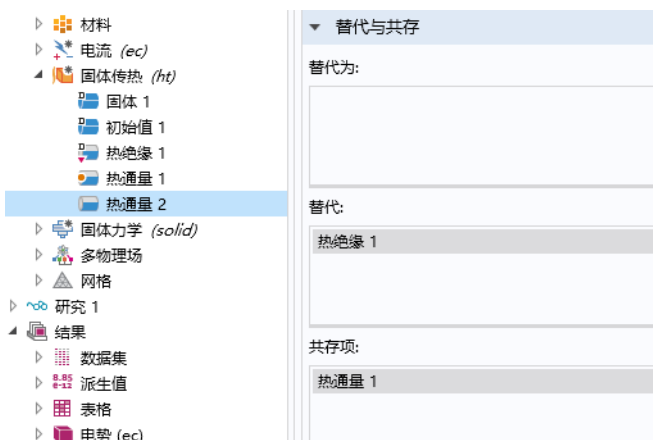 材料
电流 (ec)
固体传热 (ht)
固体 1
初始值 1
热绝缘 1
热通量 1
热通量 2
固体力学 (solid)
多物理场
网格
研究 1
结果
数据集
8.85
e-12
派生值
表格
电势 (ec)
替代与共存
替代为:
替代:
热绝缘 1
共存项:
热通量 1